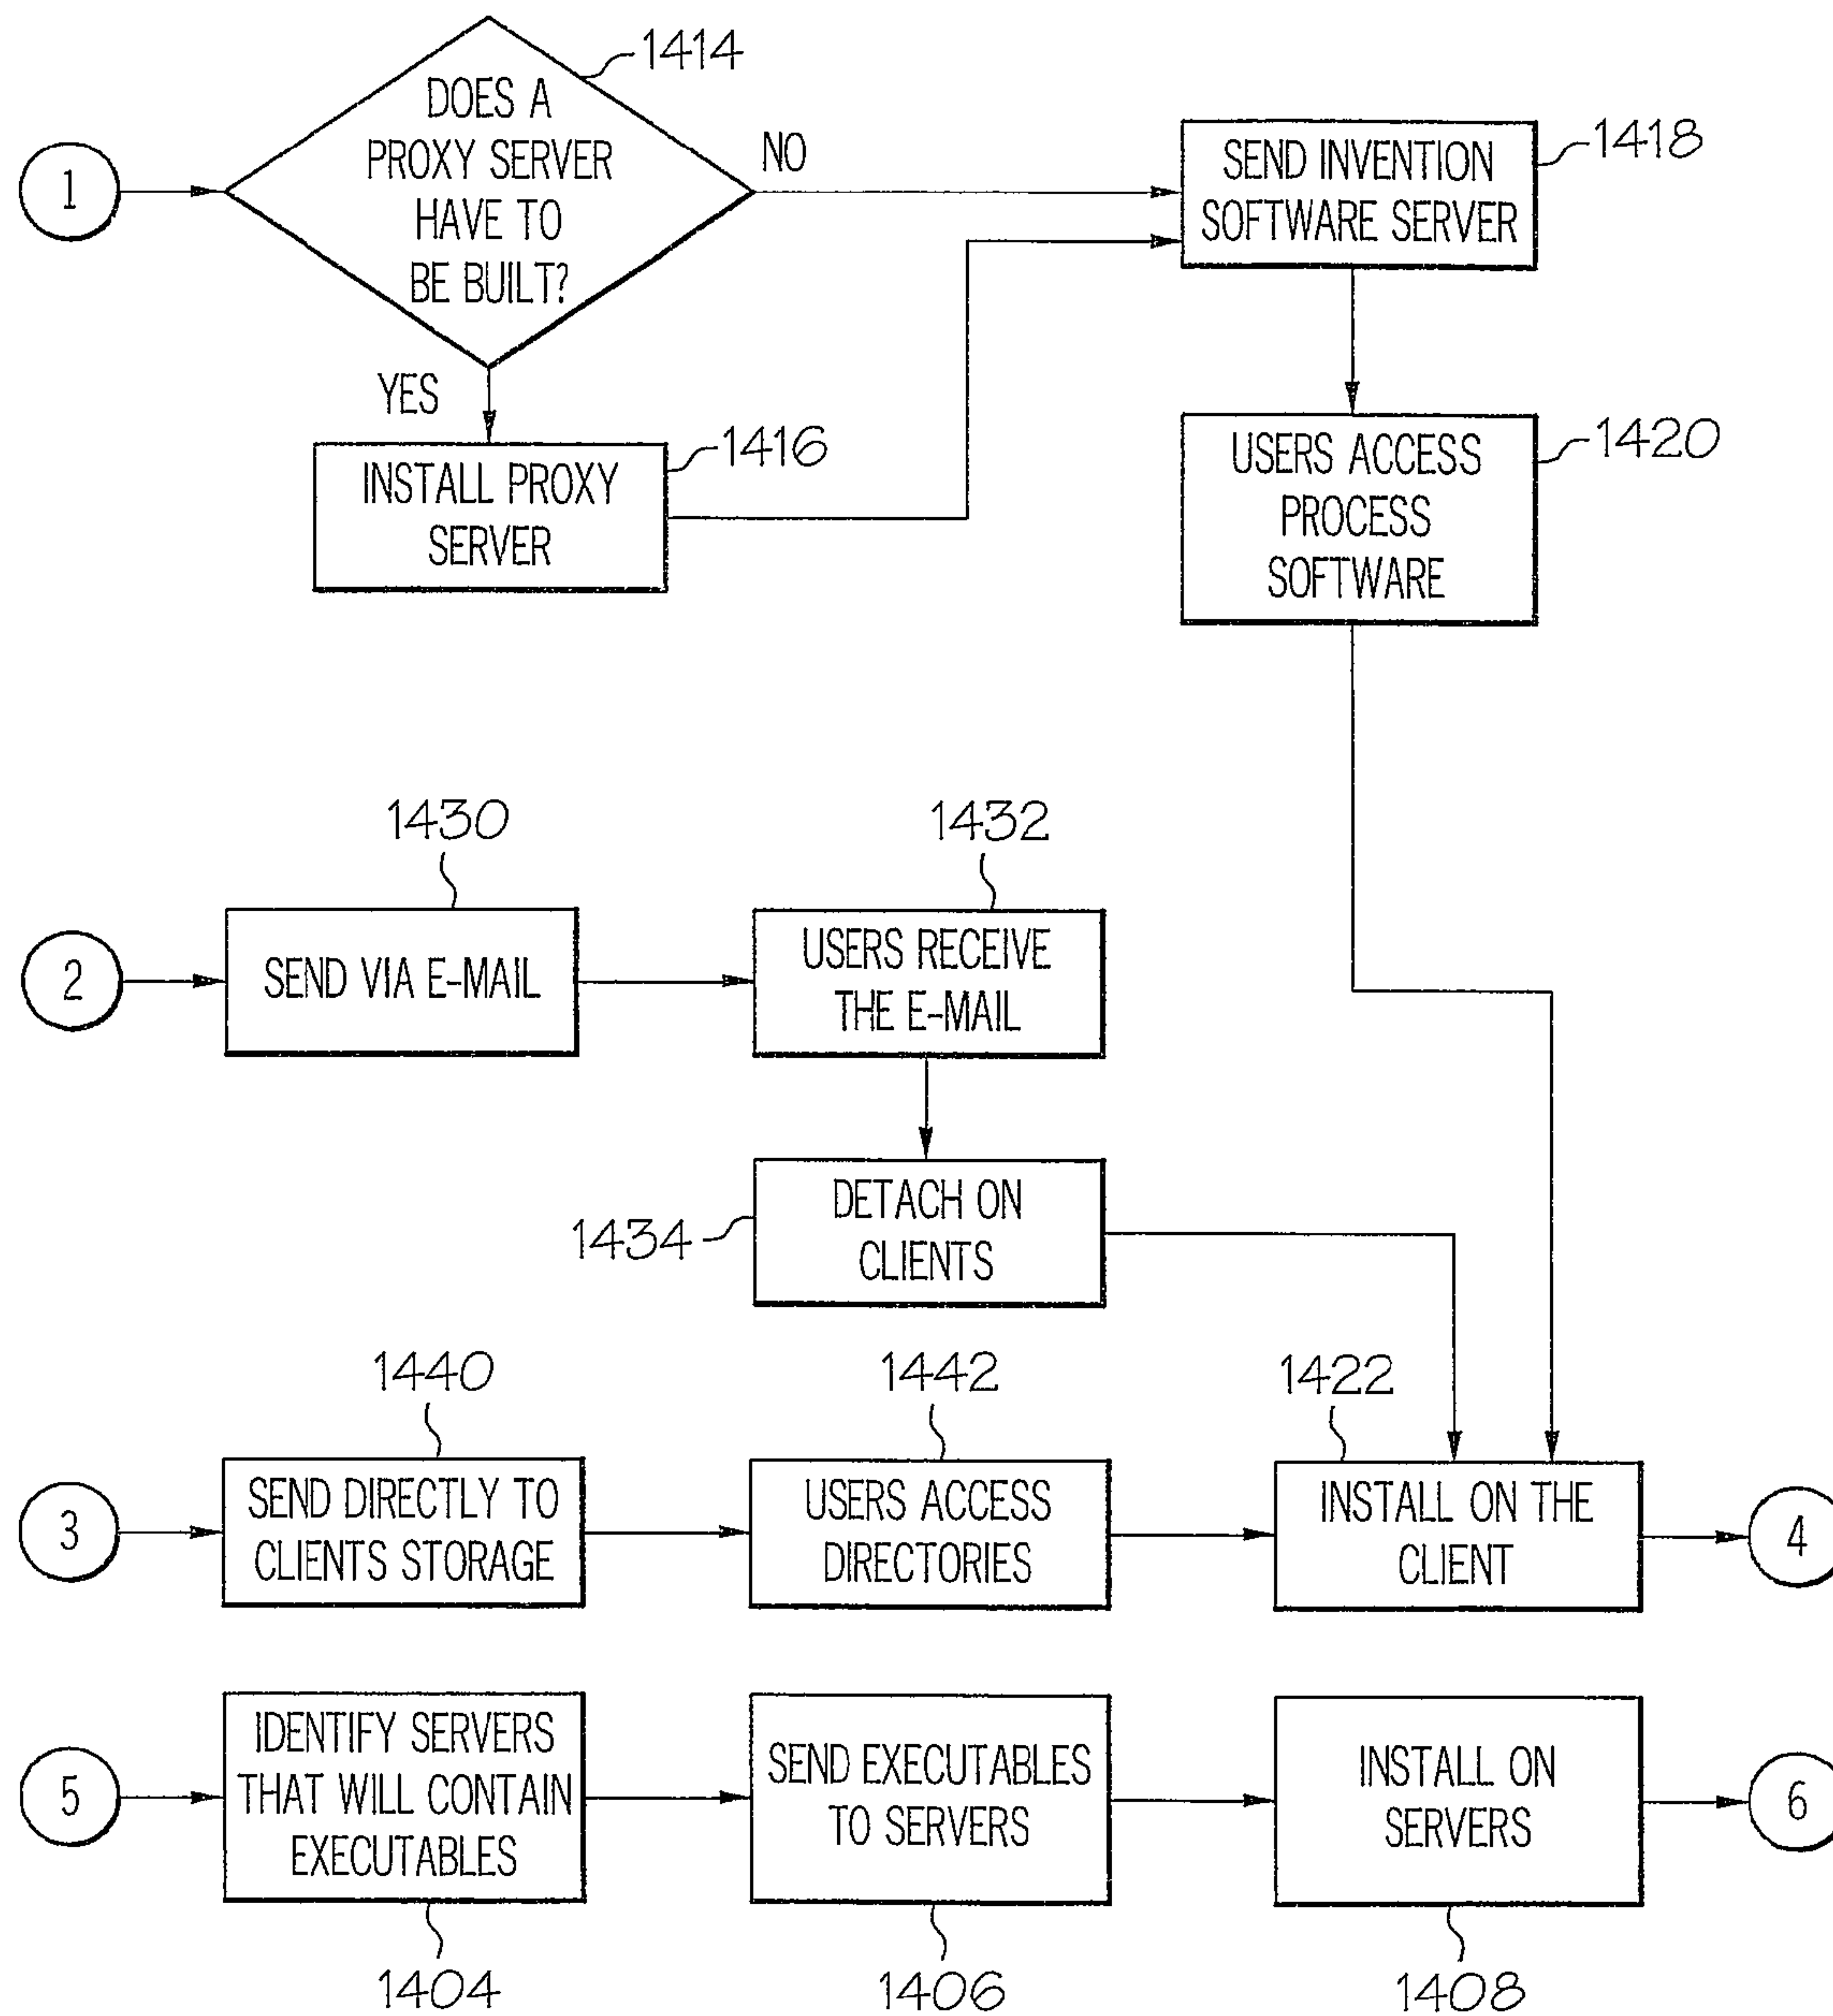 1414
DOES A
PROXY SERVER
HAVE TO
BE BUILT?
1
NO
YES
SEND INVENTION
SOFTWARE SERVER
1418
INSTALL PROXY
SERVER
1416
USERS ACCESS
PROCESS
SOFTWARE
1420
1430
1432
2
SEND VIA E-MAIL
USERS RECEIVE
THE E-MAIL
1434
DETACH ON
CLIENTS
1440
1442
1422
3
SEND DIRECTLY TO
CLIENTS STORAGE
USERS ACCESS
DIRECTORIES
INSTALL ON THE
CLIENT
4
5
IDENTIFY SERVERS
THAT WILL CONTAIN
EXECUTABLES
SEND EXECUTABLES
TO SERVERS
INSTALL ON
SERVERS
6
1404
1406
1408